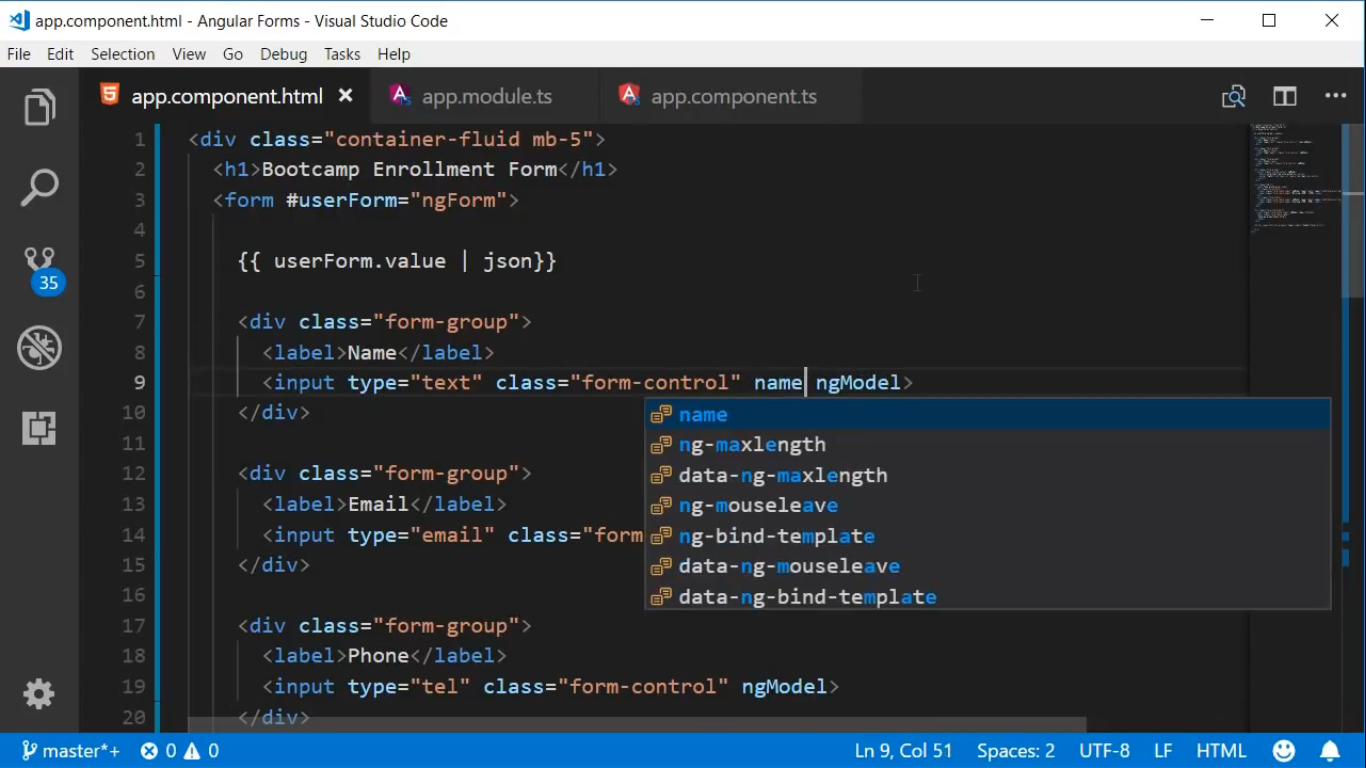 app.component.html - Angular Forms - Visual Studio Code
File Edit Selection View Go Debug Tasks Help
app.component.html app.module.ts app.component.ts
1 <div class="container-fluid mb-5">
2 <h1>Bootcamp Enrollment Form</h1>
3 <form #userForm="ngForm">
4
5 {{ userForm.value | json}}
6
7 <div class="form-group">
8 <label>Name</label>
9 <input type="text" class="form-control" name ngModel>
10 </div>
name
11
ng-maxlength
12 <div class="form-group">
data-ng-maxlength
13 <label>Email</label>
ng-mouseleave
14 <input type="email" class="form
ng-bind-template
15 </div>
data-ng-mouseleave
16
data-ng-bind-template
17 <div class="form-group">
18 <label>Phone</label>
19 <input type="tel" class="form-control" ngModel>
20 </div>
35
master*+ 0 0 Ln 9, Col 51 Spaces: 2 UTF-8 LF HTML